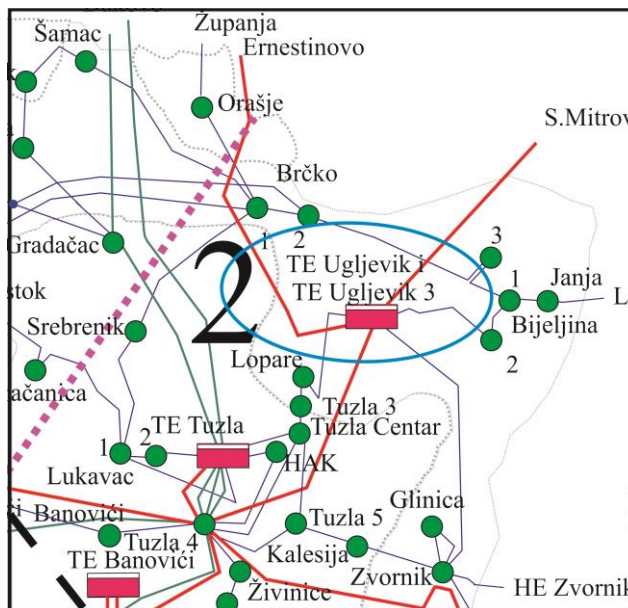 Županja
Šamac
Ernestinovo
Orašje
S.Mitrov
Brčko
1
2
3
Gradačac
2
TE Ugljevik i
TE Ugljevik 3
1
Janja
L
Bijeljina
2
stok
Srebrenik
Lopare
ačanica
Tuzla 3
Tuzla Centar
TE Tuzla
1
2
HAK
Lukavac
Glinica
Banovići
Tuzla 5
Tuzla 4
Kalesija
TE Banovići
Zvornik
Živinice
HE Zvornik